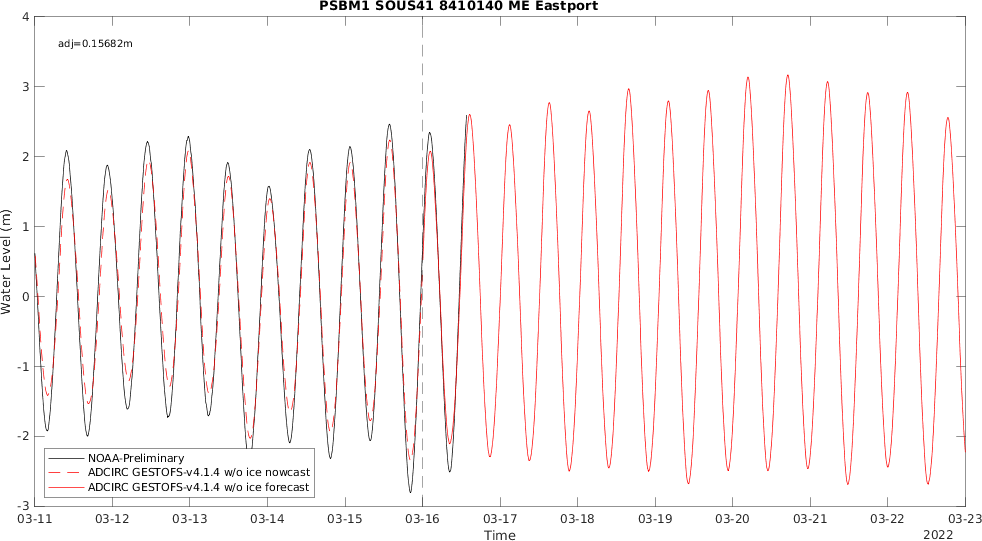 PSBM1 SOUS41 8410140 ME Eastport
adj=0.15682m
4
3
2
1
0
-1
-2
-3
Water Level (m)
NOAA-Preliminary
ADCIRC GESTOFS-v4.1.4 w/o ice nowcast
ADCIRC GESTOFS-v4.1.4 w/o ice forecast
03-11 03-12 03-13 03-14 03-15 03-16 03-17 03-18 03-19 03-20 03-21 03-22 03-23
Time
2022